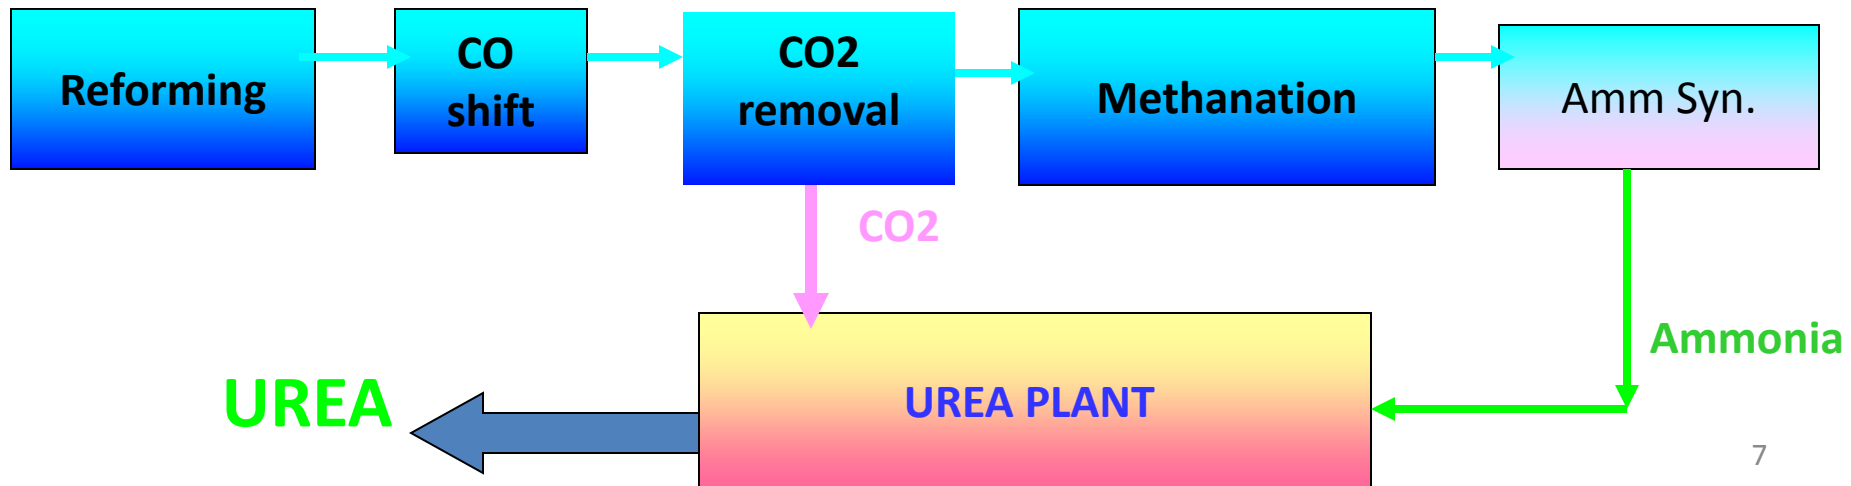 Reforming
CO
shift
CO2
removal
Methanation
Amm Syn.
CO2
Ammonia
UREA
UREA PLANT
7